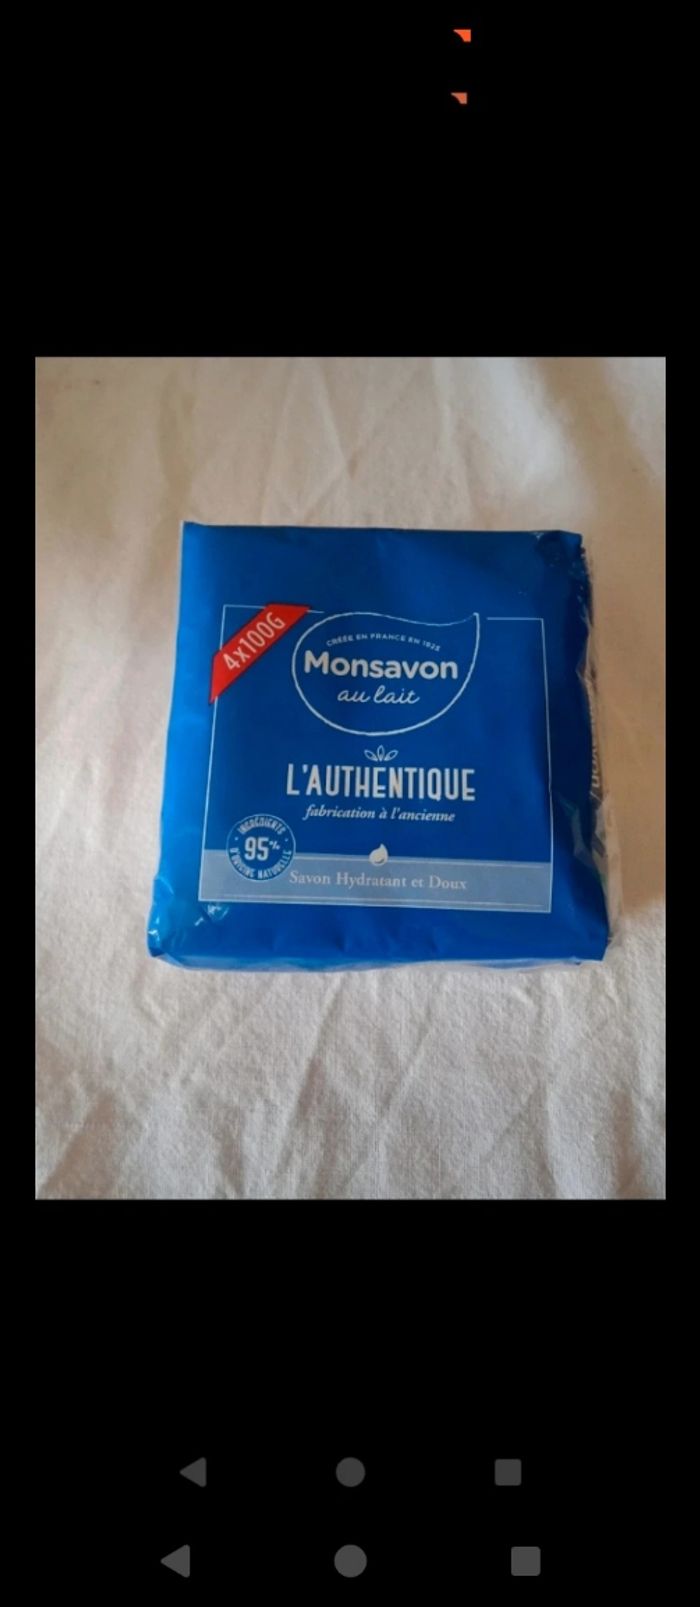 4x100G
CRÉÉE EN FRANCE EN 1925
Monsavon
au lait
L'AUTHENTIQUE
fabrication à l'ancienne
INGRÉDIENTS
95%
D'ORIGINE NATURELLE
Savon Hydratant et Doux